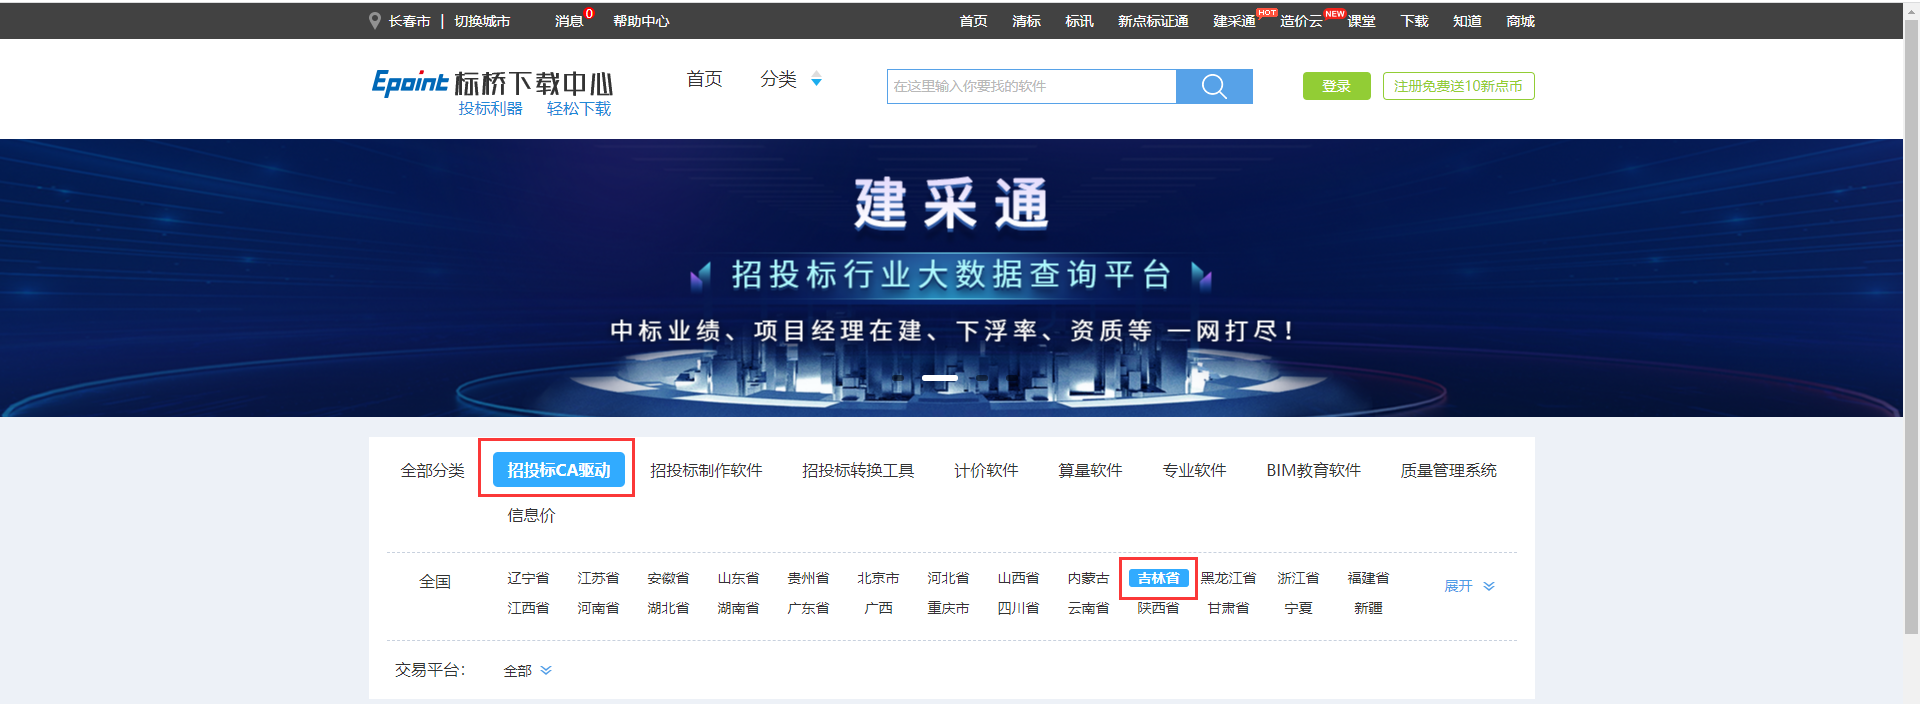 长春市 | 切换城市 消息 0 帮助中心 首页 清标 标讯 新点标证通 建采通 HOT 造价云 NEW 课堂 下载 知道 商城
Epoint 标桥下载中心
投标利器 轻松下载
首页 分类 在这里输入你要找的软件 登录 注册免费送10新点币
建采通
招投标行业大数据查询平台
中标业绩、项目经理在建、下浮率、资质等 一网打尽!
全部分类 招投标CA驱动 招投标制作软件 招投标转换工具 计价软件 算量软件 专业软件 BIM教育软件 质量管理系统
信息价
全国 辽宁省 江苏省 安徽省 山东省 贵州省 北京市 河北省 山西省 内蒙古 吉林省 黑龙江省 浙江省 福建省 展开
江西省 河南省 湖北省 湖南省 广东省 广西 重庆市 四川省 云南省 陕西省 甘肃省 宁夏 新疆
交易平台: 全部